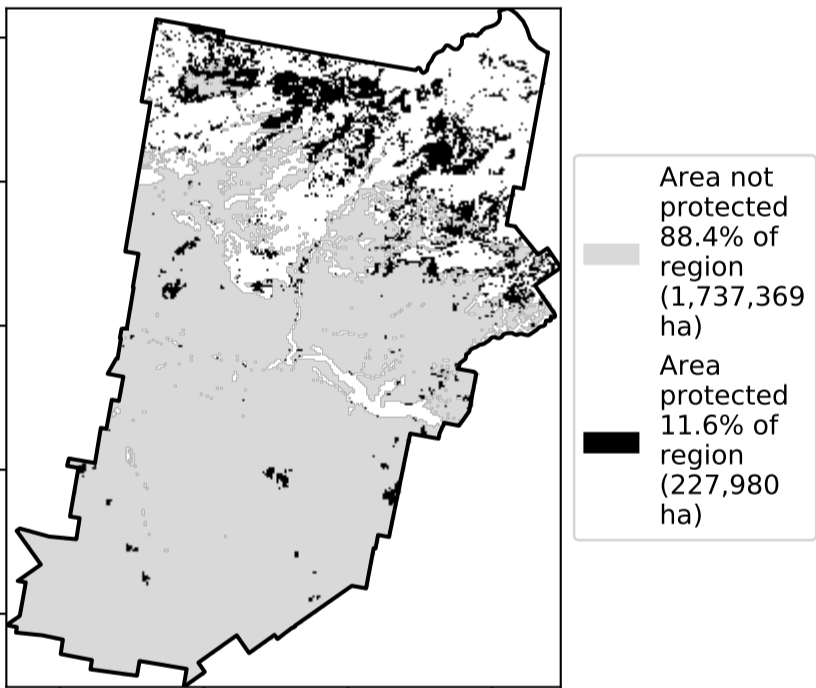 Area not
protected
88.4% of
region
(1,737,369
ha)
Area
protected
11.6% of
region
(227,980
ha)